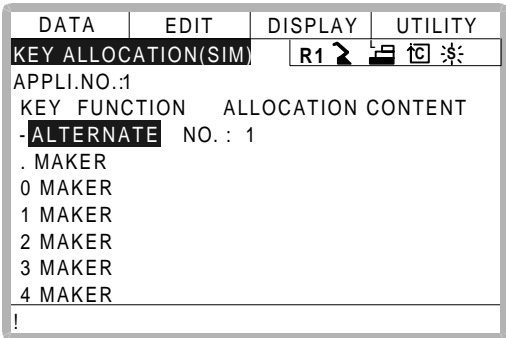 DATA EDIT DISPLAY UTILITY
KEY ALLOCATION(SIM) R1 C S
APPLI.NO.:1
KEY FUNCTION ALLOCATION CONTENT
-ALTERNATE NO. : 1
. MAKER
0 MAKER
1 MAKER
2 MAKER
3 MAKER
4 MAKER
!